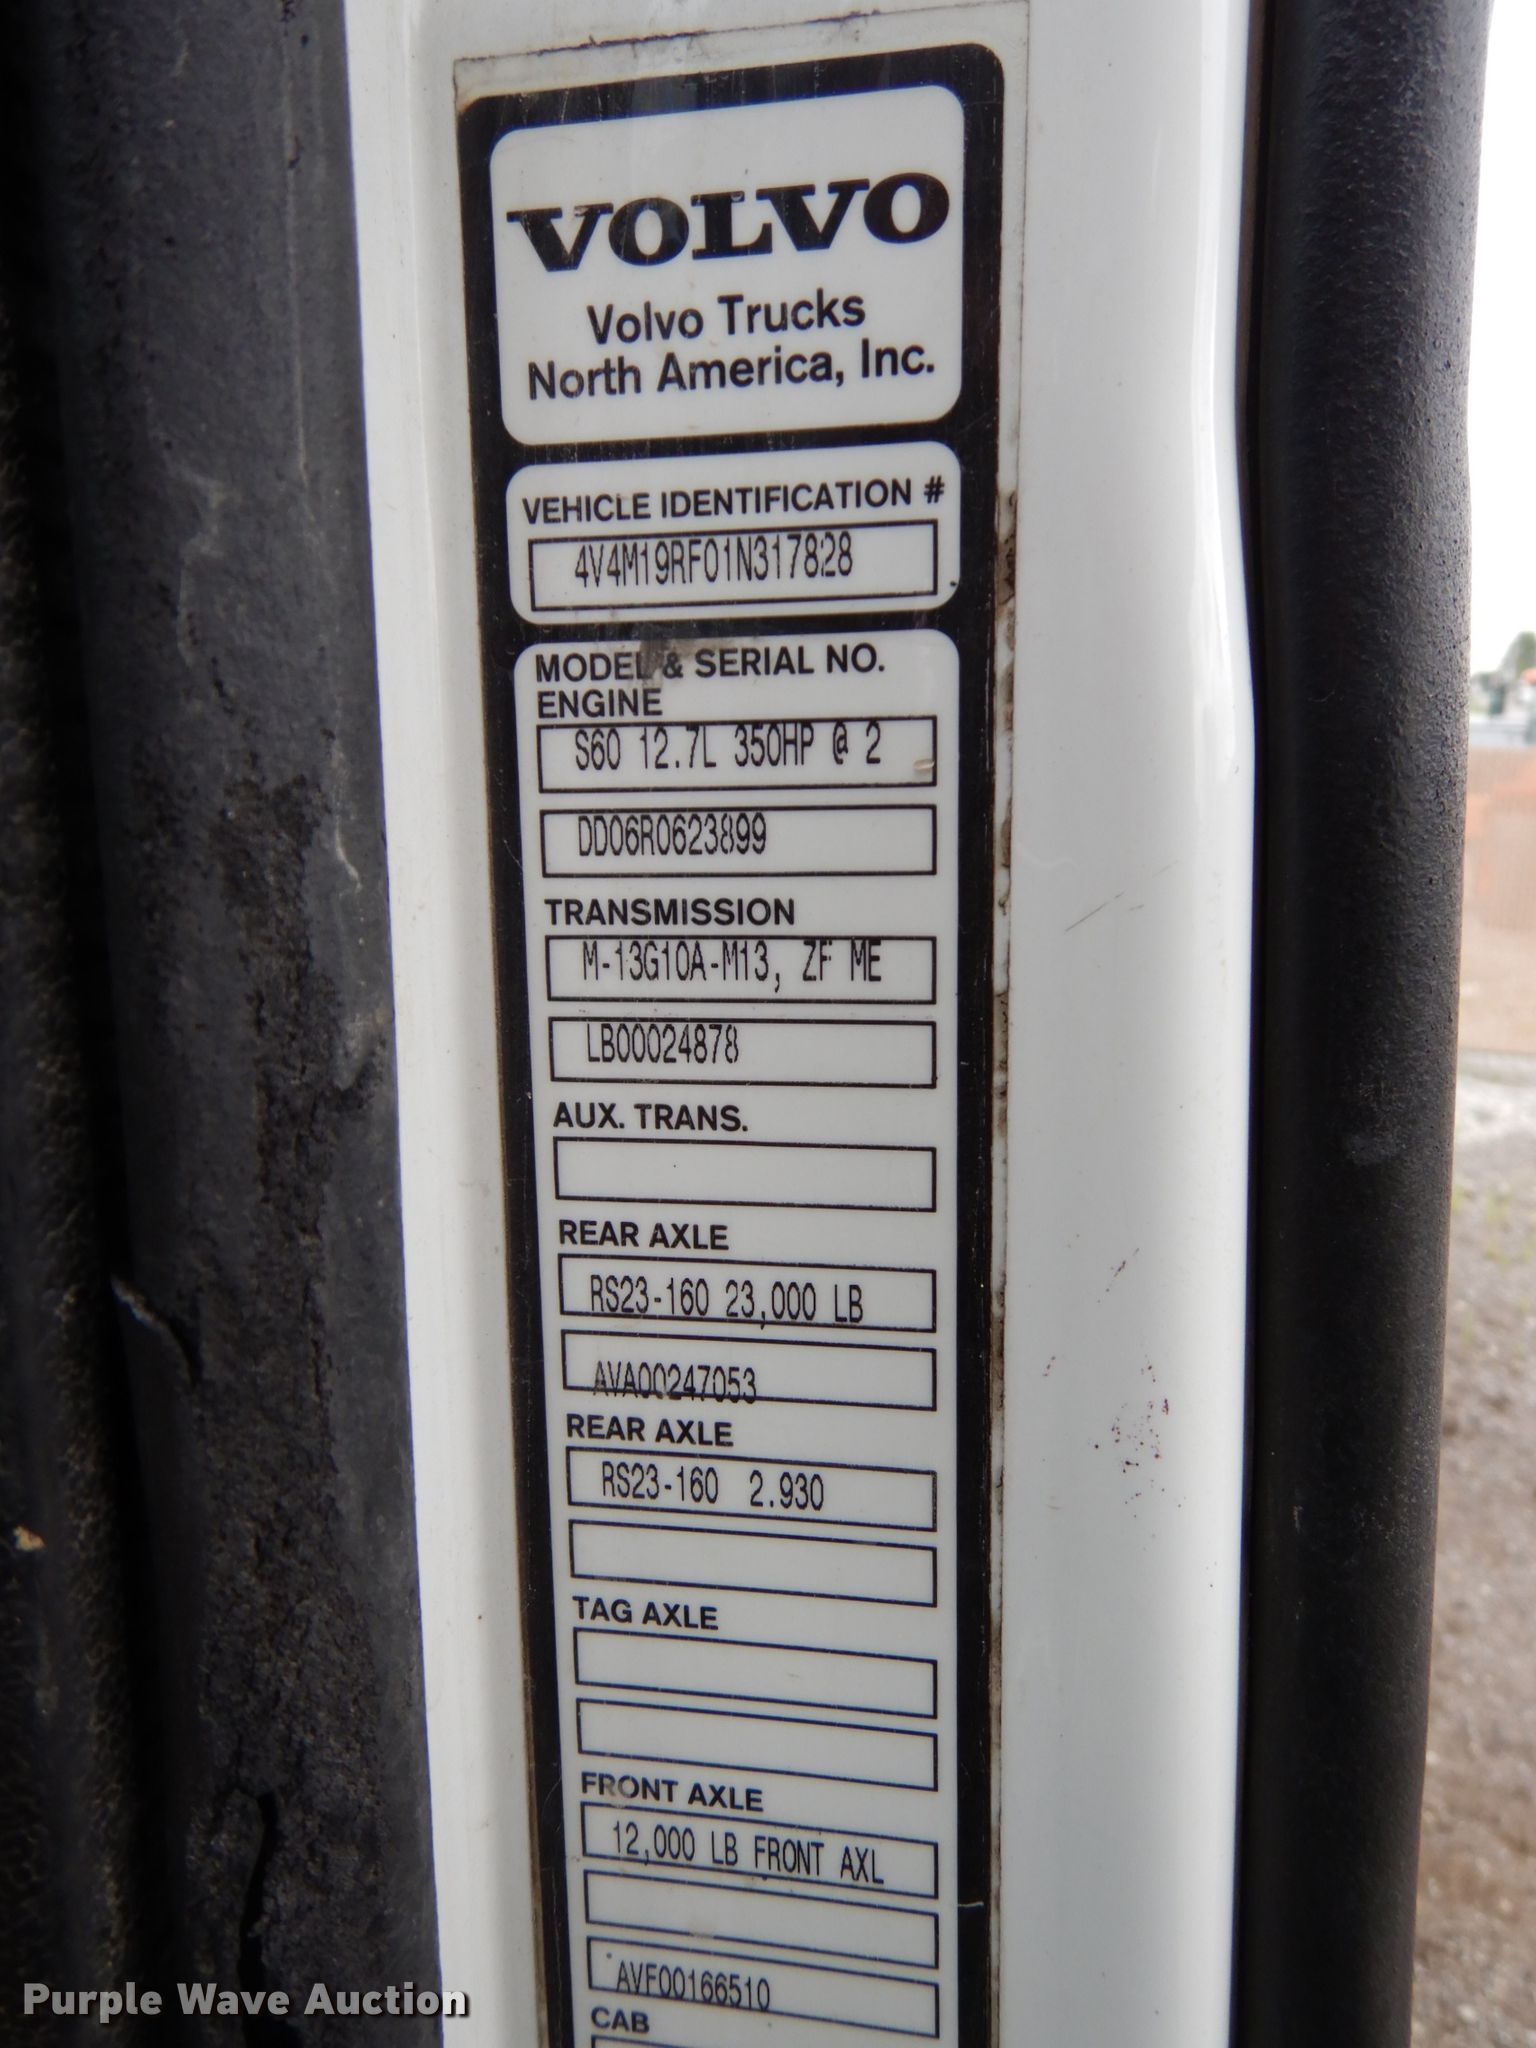 VOLVO
Volvo Trucks
North America, Inc.
VEHICLE IDENTIFICATION #
4V4M19RF01N317828
MODEL & SERIAL NO.
ENGINE
S60 12.7L 350HP @ 2
DD06R0623899
TRANSMISSION
M-13G10A-M13, ZF ME
LB00024878
AUX. TRANS.
REAR AXLE
RS23-160 23,000 LB
AVA00247053
REAR AXLE
RS23-160 2.930
TAG AXLE
FRONT AXLE
12,000 LB FRONT AXL
AVF00166510
CAB
Purple Wave Auction